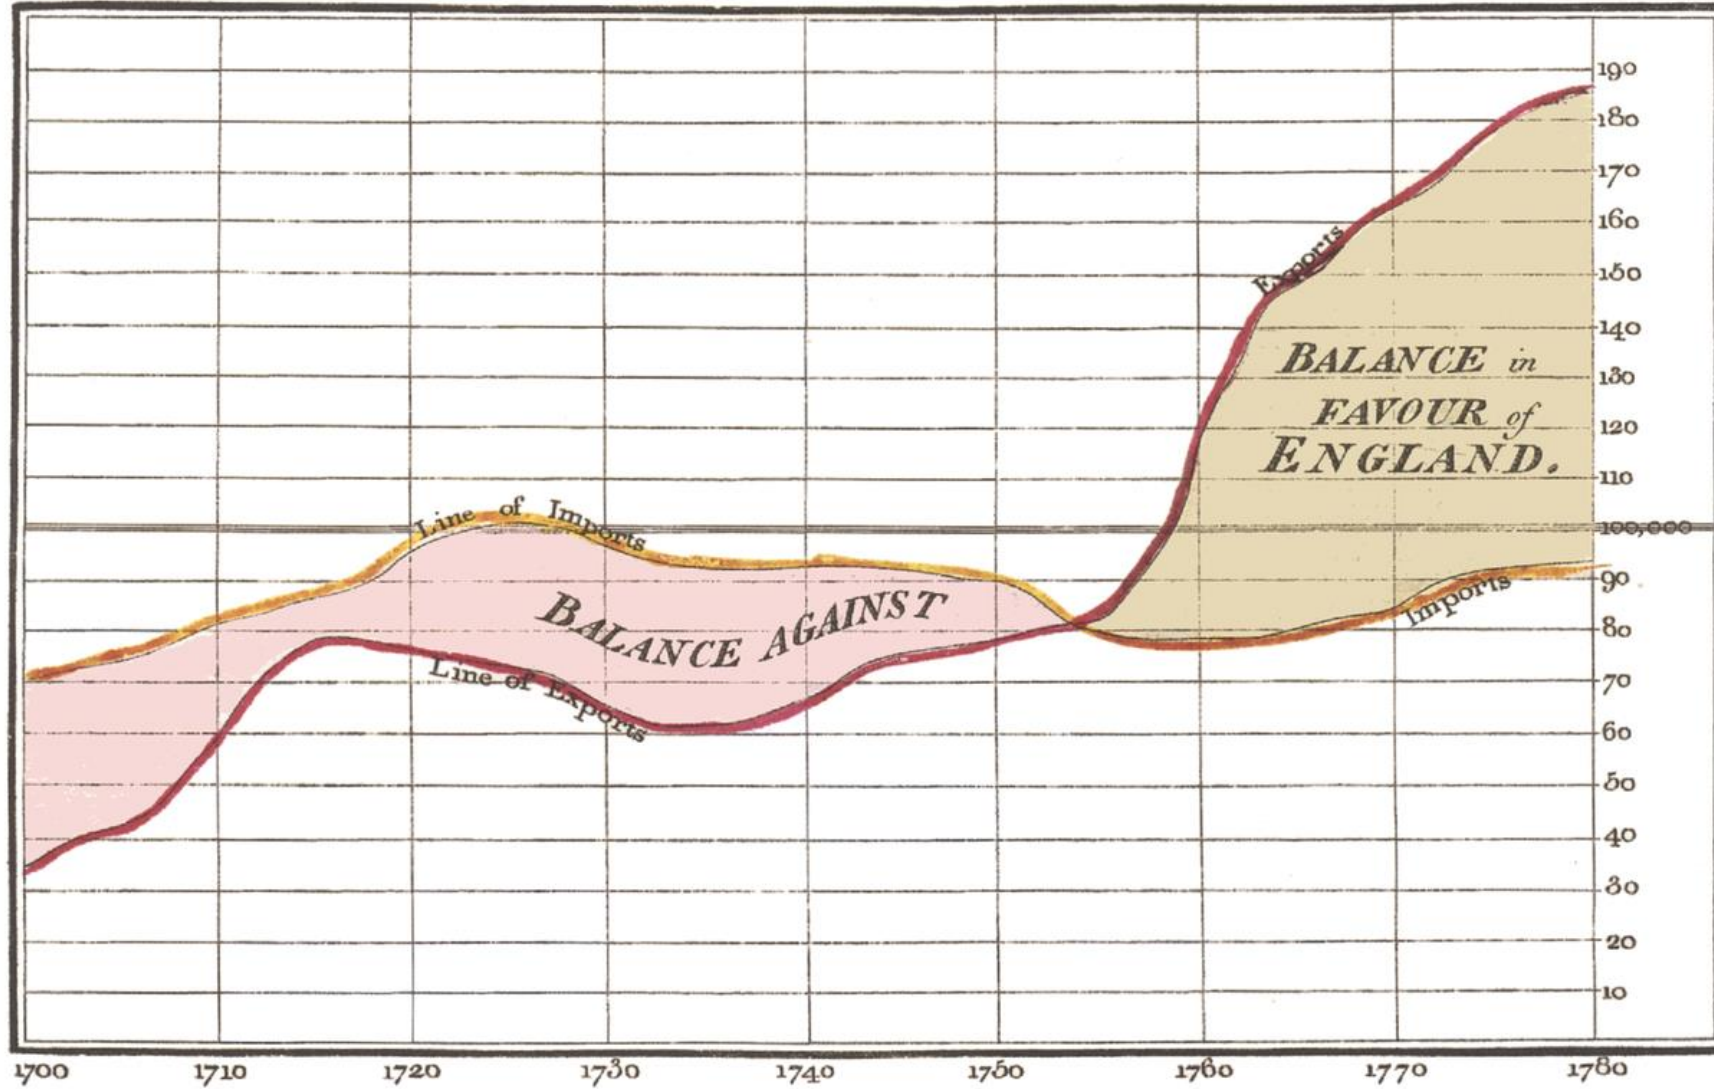 190
180
170
160
150
140
130
120
110
100,000
90
80
70
60
50
40
30
20
10
Exports
BALANCE in
FAVOUR of
ENGLAND.
Line of Imports
BALANCE AGAINST
Imports
Line of Exports
1700 1710 1720 1730 1740 1750 1760 1770 1780